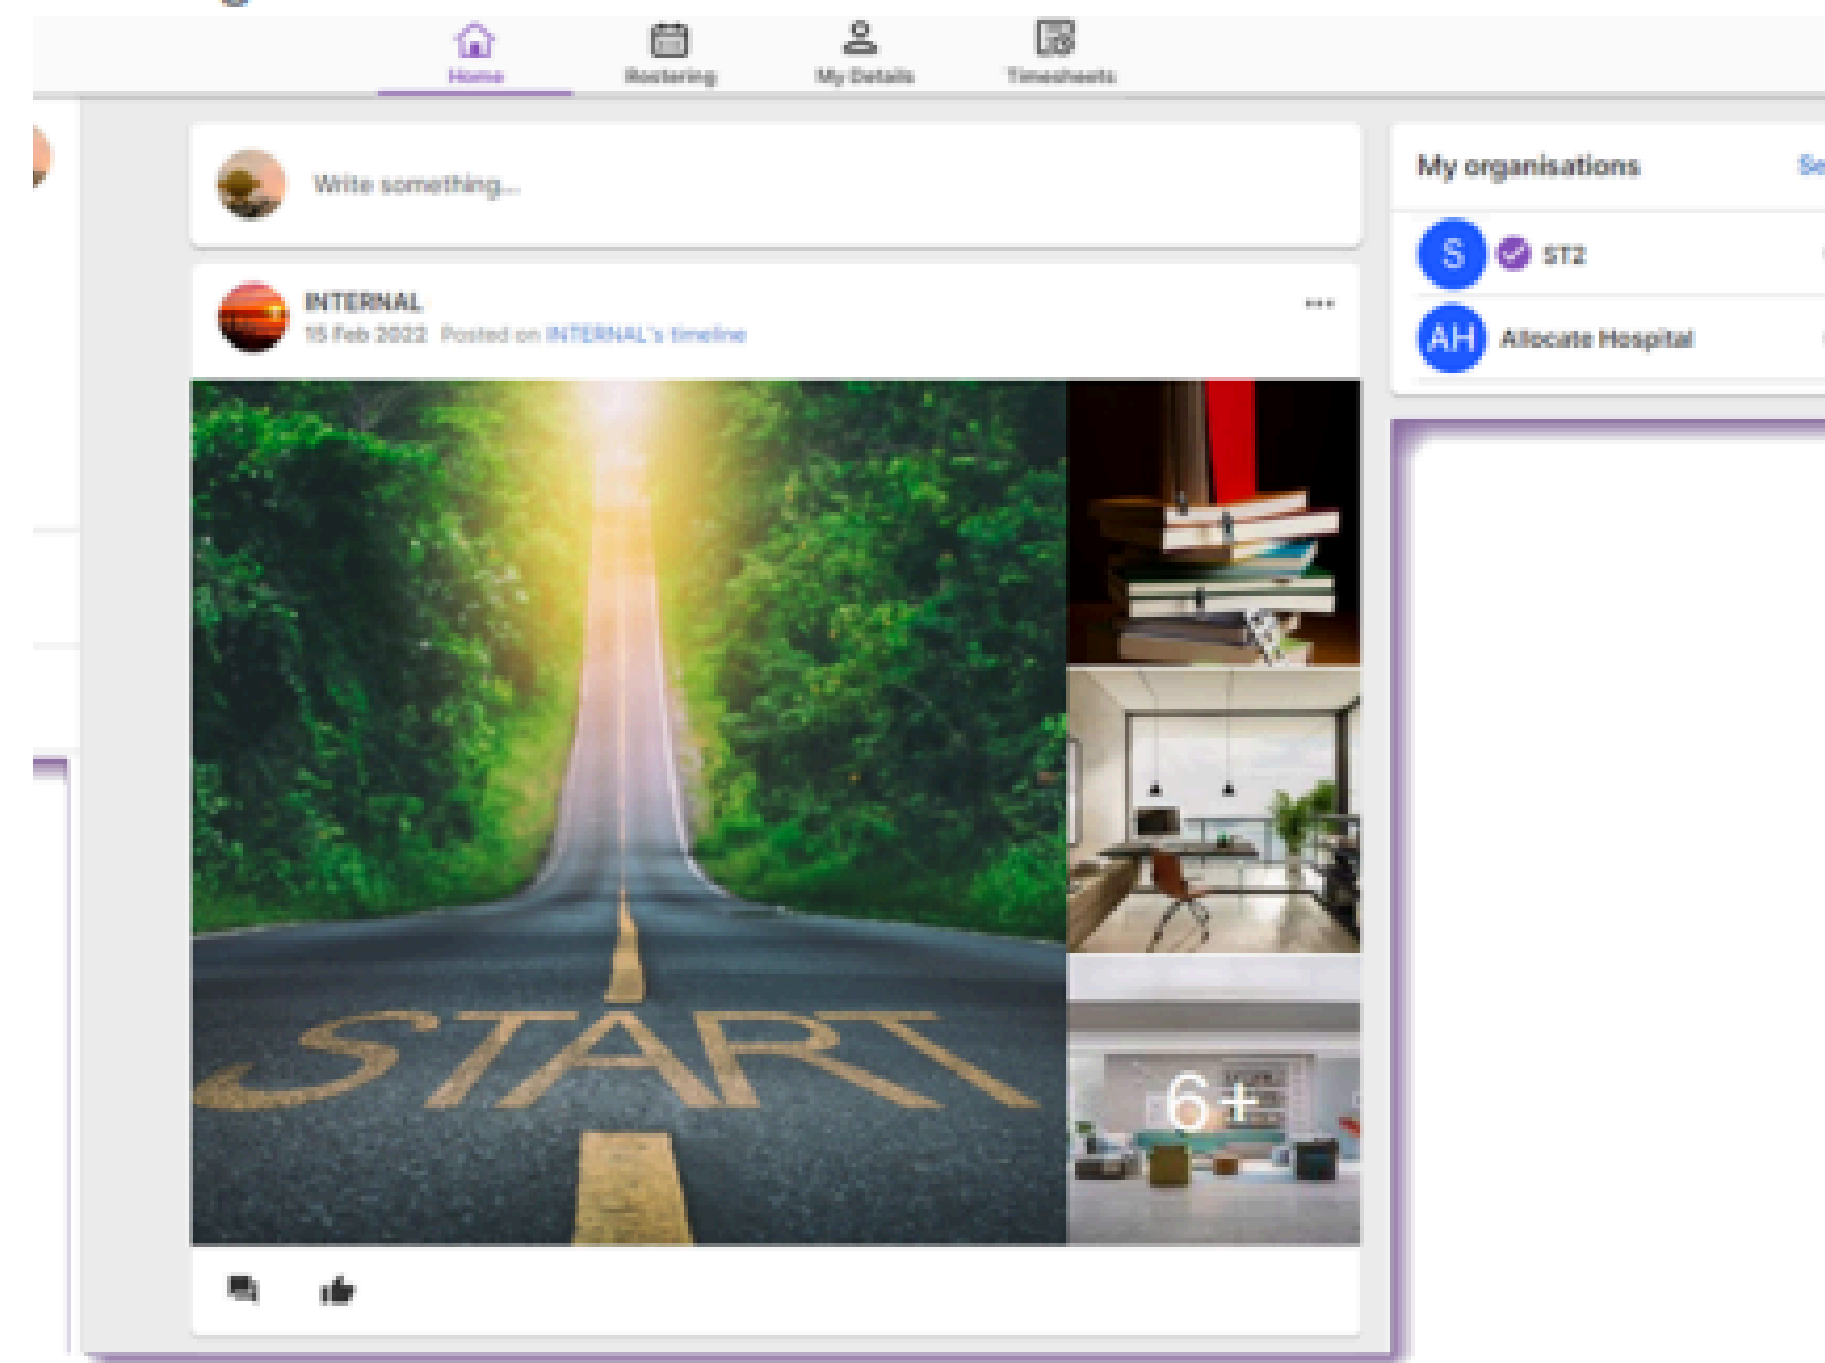 Home
Rostering
My Details
Timesheets
Write something...
INTERNAL
15 Feb 2022 Posted on INTERNAL's timeline
START
6+
My organisations
S ST2
AH Allocate Hospital